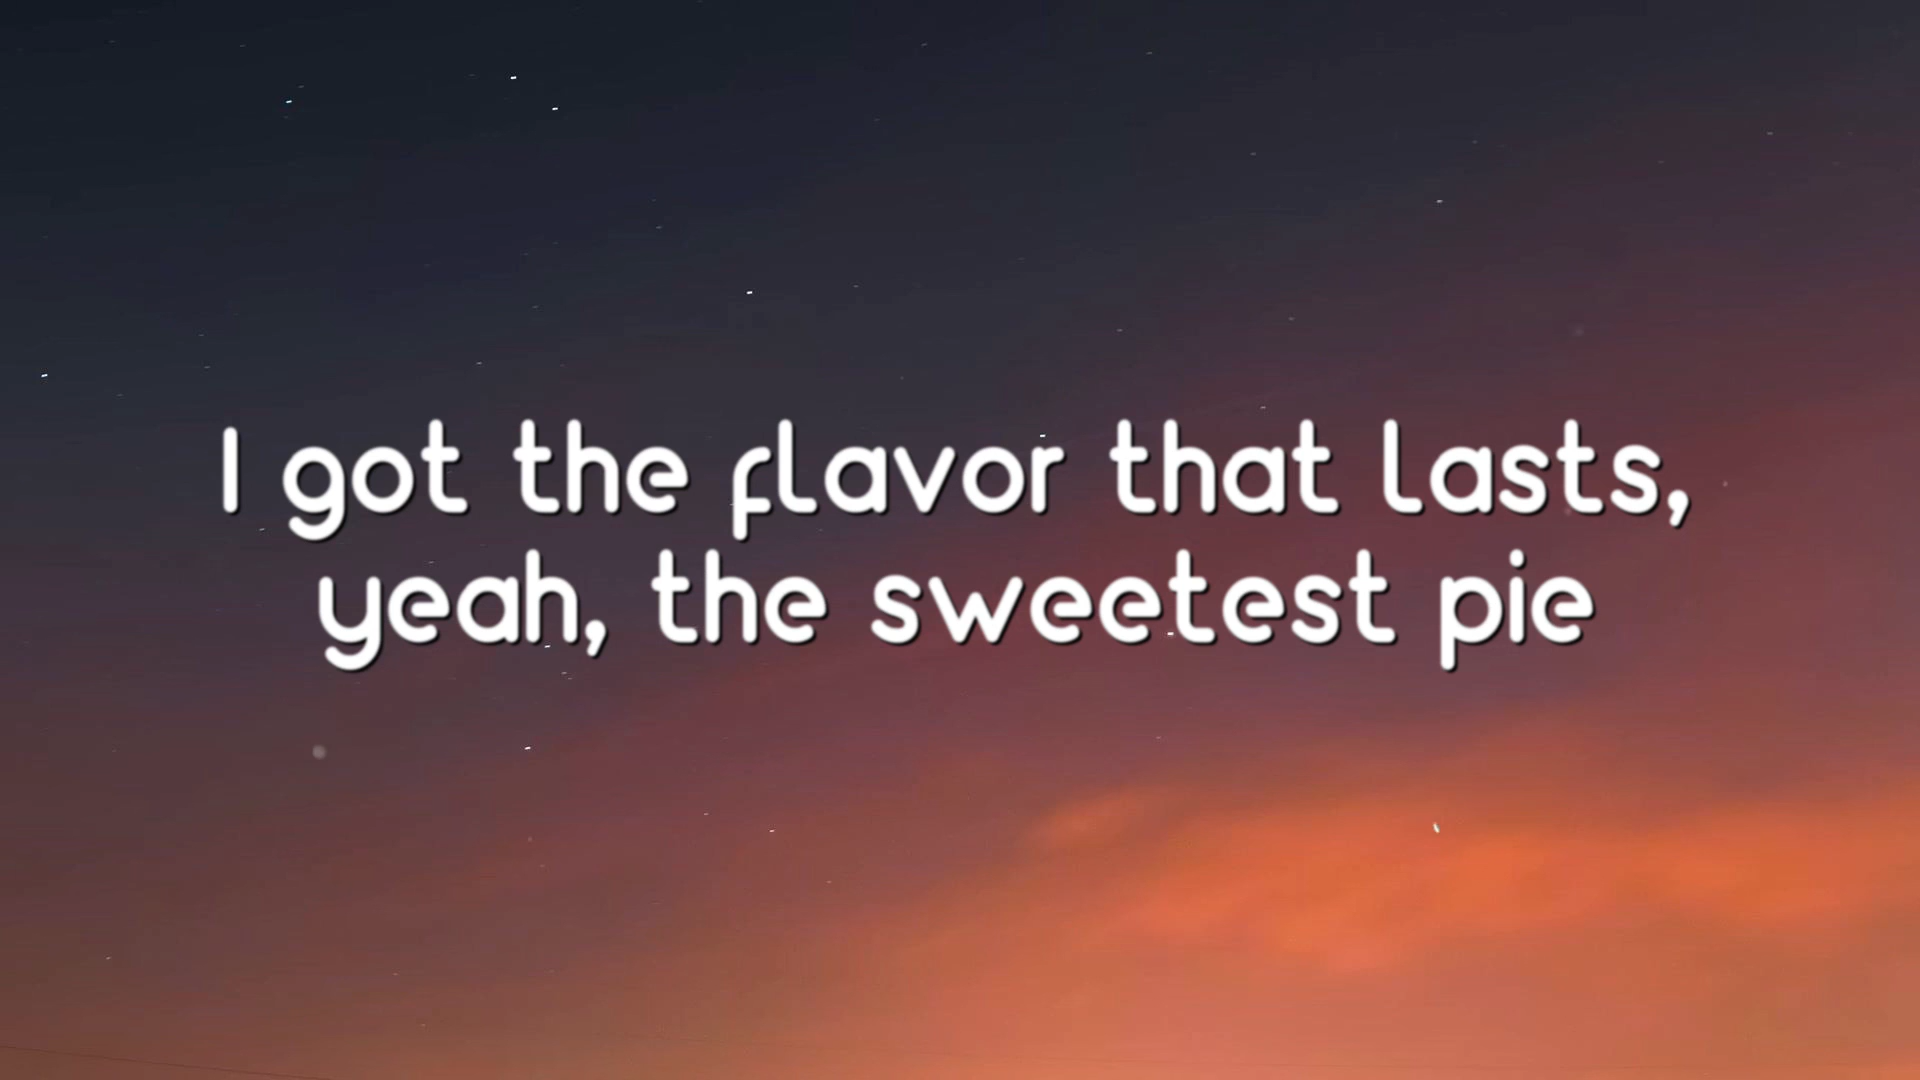 I got the flavor that lasts,
yeah, the sweetest pie